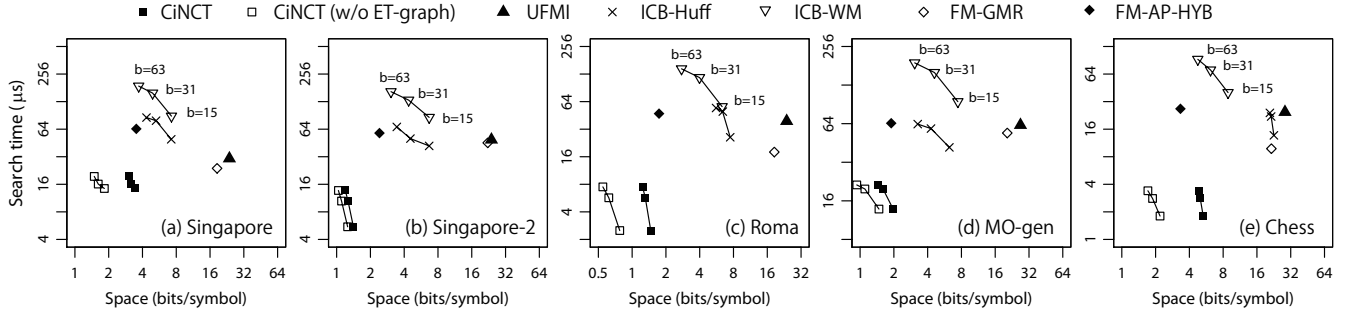 CiNCT CiNCT (w/o ET-graph) UFMI ICB-Huff ICB-WM FM-GMR FM-AP-HYB
Search time (μs)
256
64
16
4
b=63
b=31
b=15
(a) Singapore
1 2 4 8 16 32 64
Space (bits/symbol)
256
64
16
4
b=63
b=31
b=15
(b) Singapore-2
1 2 4 8 16 32 64
Space (bits/symbol)
256
64
16
4
b=63
b=31
b=15
(c) Roma
0.5 1 2 4 8 16 32
Space (bits/symbol)
256
64
16
b=63
b=31
b=15
(d) MO-gen
1 2 4 8 16 32 64
Space (bits/symbol)
64
16
4
1
b=63
b=31
b=15
(e) Chess
1 2 4 8 16 32 64
Space (bits/symbol)